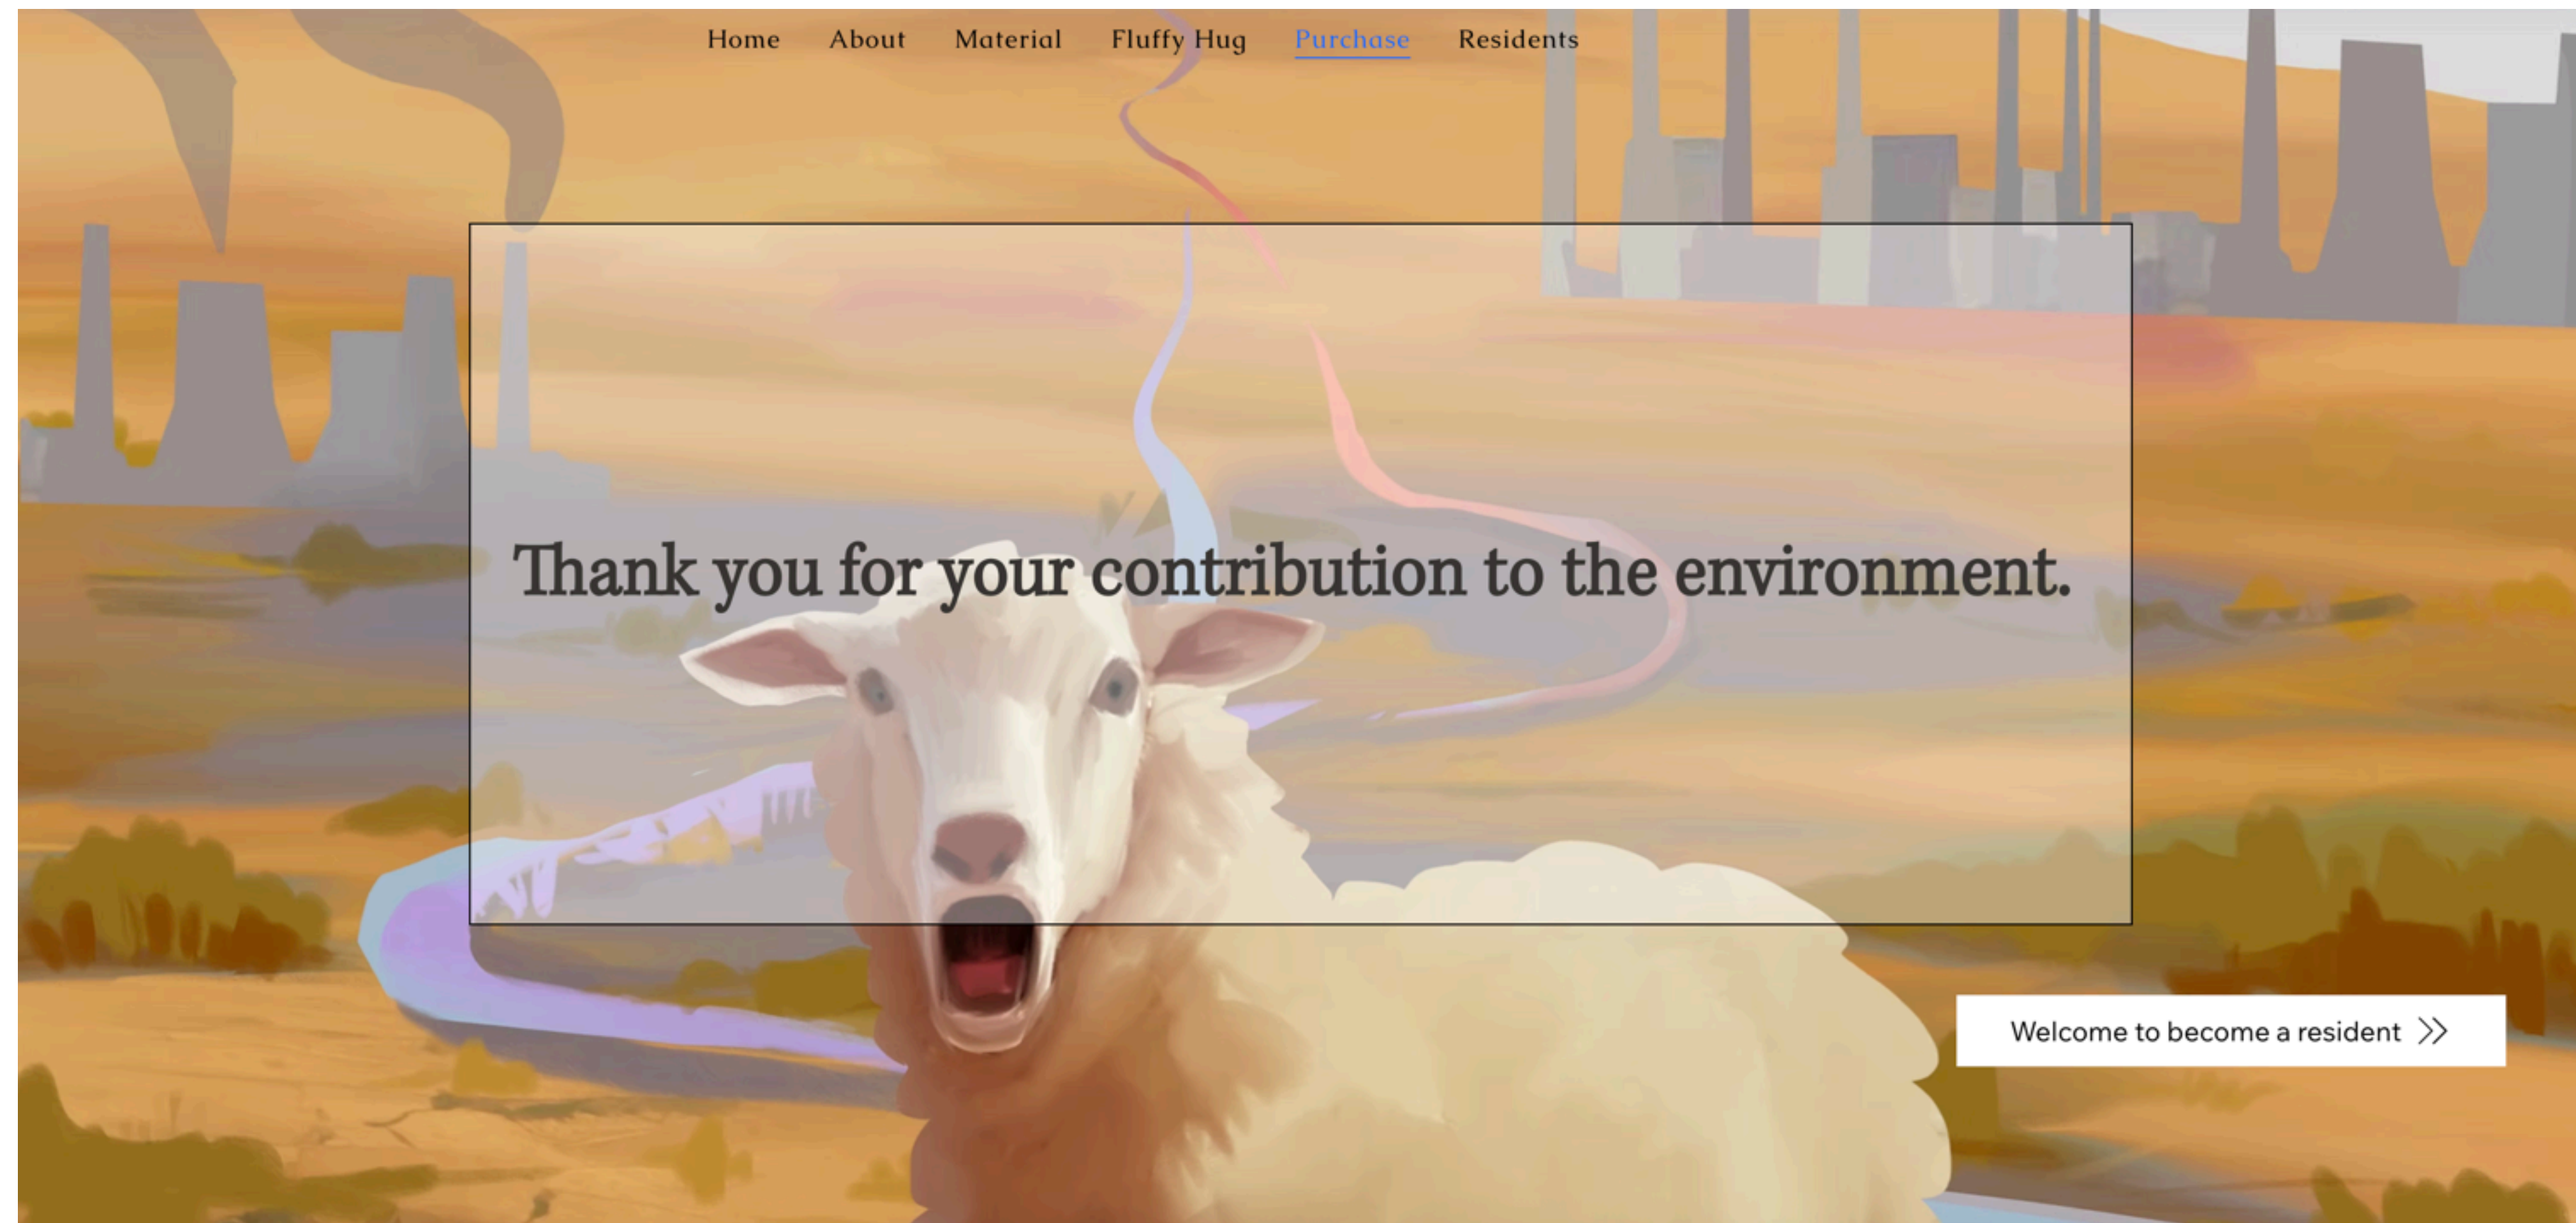 Home About Material Fluffy Hug Purchase Residents
Thank you for your contribution to the environment.
Welcome to become a resident